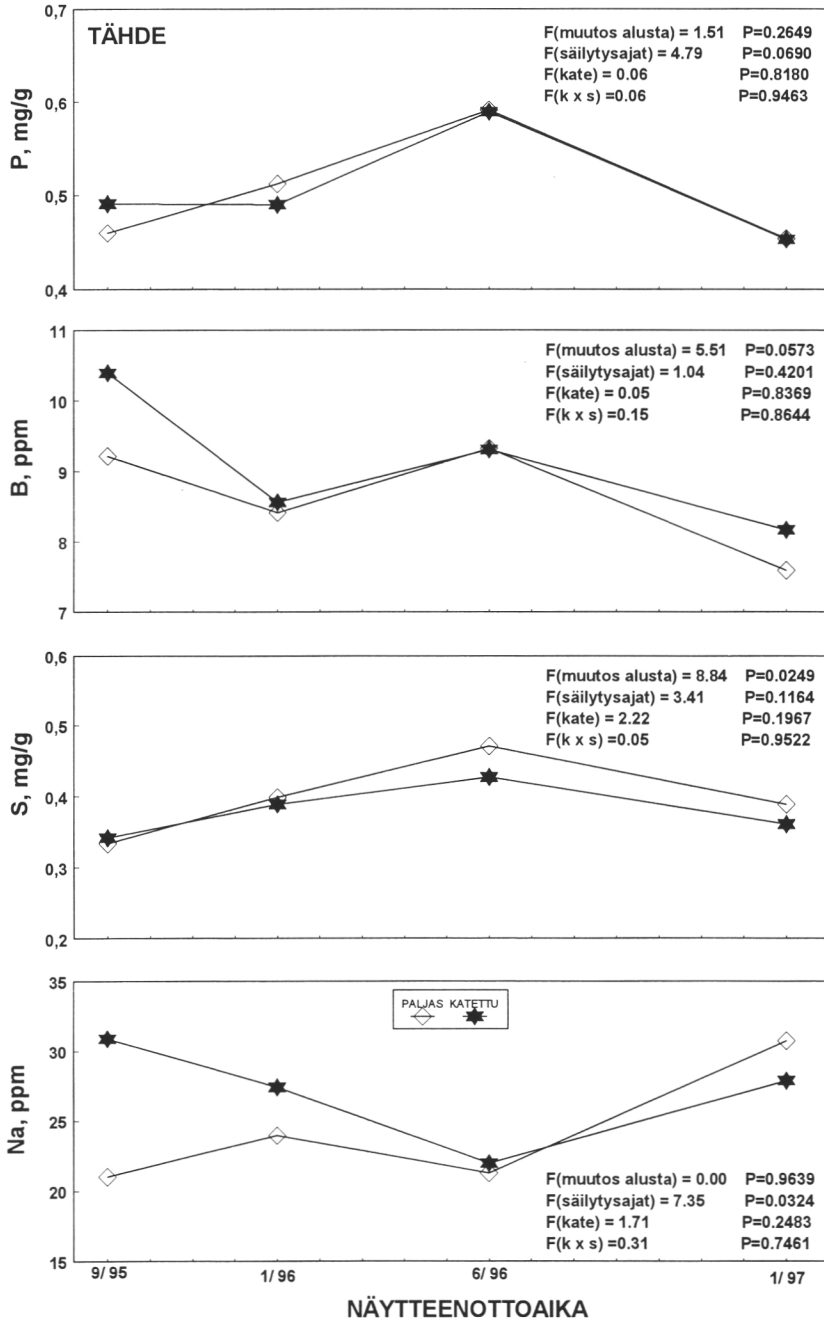 TÄHDE
F(muutos alusta) = 1.51 P=0.2649
F(säilytysajat) = 4.79 P=0.0690
F(kate) = 0.06 P=0.8180
F(k x s) =0.06 P=0.9463
P, mg/g
0,7
0,6
0,5
0,4
F(muutos alusta) = 5.51 P=0.0573
F(säilytysajat) = 1.04 P=0.4201
F(kate) = 0.05 P=0.8369
F(k x s) =0.15 P=0.8644
B, ppm
11
10
9
8
7
F(muutos alusta) = 8.84 P=0.0249
F(säilytysajat) = 3.41 P=0.1164
F(kate) = 2.22 P=0.1967
F(k x s) =0.05 P=0.9522
S, mg/g
0,6
0,5
0,4
0,3
0,2
PALJAS KATETTU
Na, ppm
35
30
25
20
15
F(muutos alusta) = 0.00 P=0.9639
F(säilytysajat) = 7.35 P=0.0324
F(kate) = 1.71 P=0.2483
F(k x s) =0.31 P=0.7461
9/ 95 1/ 96 6/ 96 1/ 97
NÄYTTEENOTTOAIKA